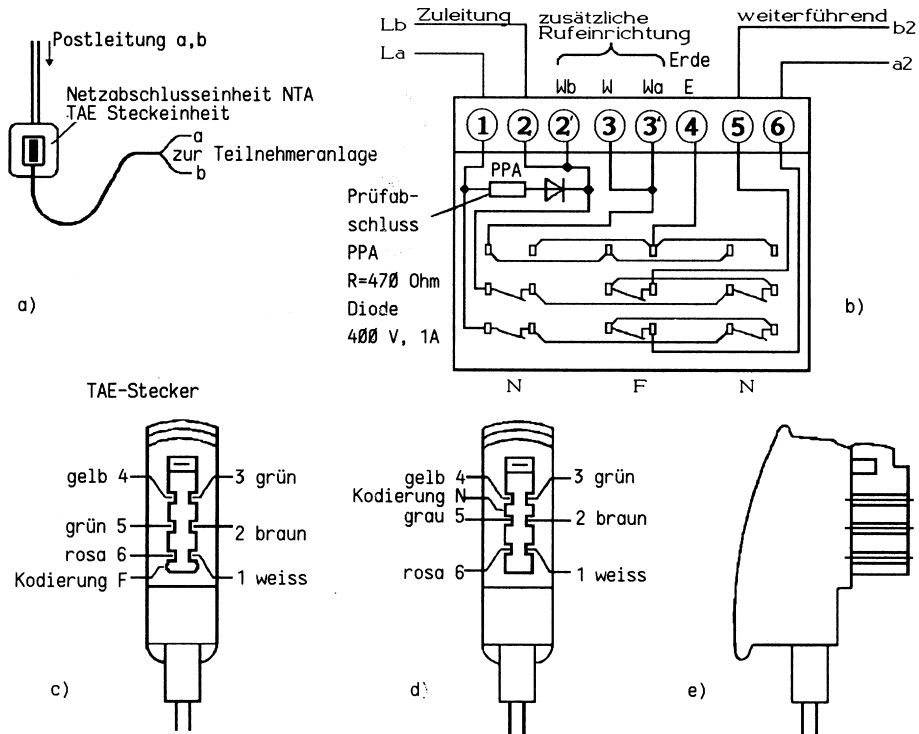 Postleitung a,b
Netzabschlusseinheit NTA
TAE Steckeinheit
a
zur Teilnehmeranlage
b
a)
Lb
Zuleitung
La
zusätzliche
Rufeinrichtung
weiterführend
b2
a2
Erde
Wb W Wa E
1 2 2' 3 3' 4 5 6
PPA
Prüfab-
schluss
PPA
R=470 Ohm
Diode
400 V, 1A
b)
N F N
TAE-Stecker
gelb 4
3 grün
grün 5
2 braun
rosa 6
Kodierung F
1 weiss
c)
gelb 4
3 grün
Kodierung N
grau 5
2 braun
rosa 6
1 weiss
d)
e)